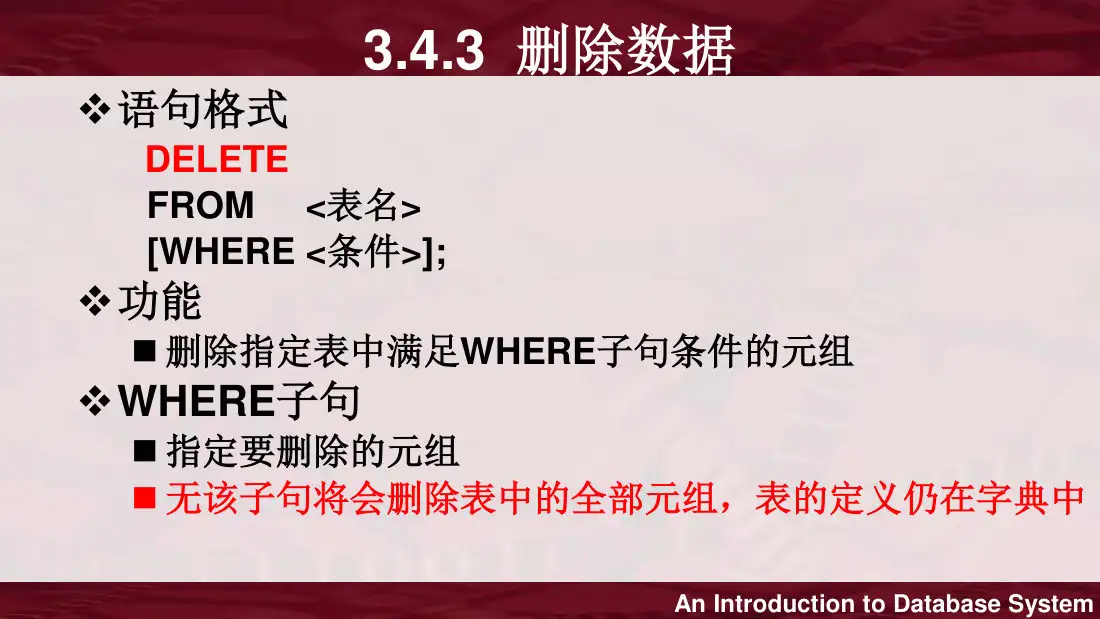 3.4.3 删除数据
❖语句格式
DELETE
FROM <表名>
[WHERE <条件>];
❖功能
■删除指定表中满足WHERE子句条件的元组
❖WHERE子句
■指定要删除的元组
■无该子句将会删除表中的全部元组，表的定义仍在字典中
An Introduction to Database System